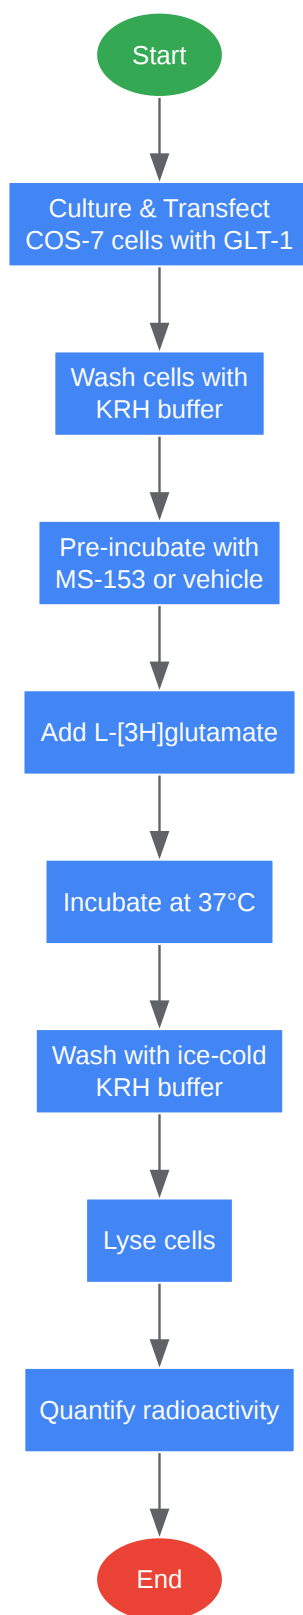 Start
Culture & Transfect
COS-7 cells with GLT-1
Wash cells with
KRH buffer
Pre-incubate with
MS-153 or vehicle
Add L-[3H]glutamate
Incubate at 37°C
Wash with ice-cold
KRH buffer
Lyse cells
Quantify radioactivity
End